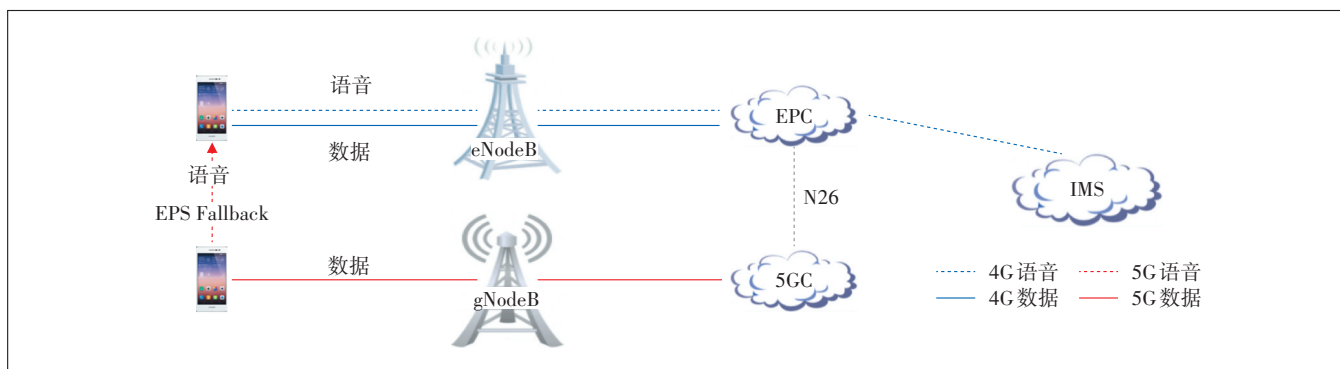 语音
EPC
数据
eNodeB
语音
IMS
N26
EPS Fallback
数据
5GC
gNodeB
4G语音
5G语音
4G数据
5G数据